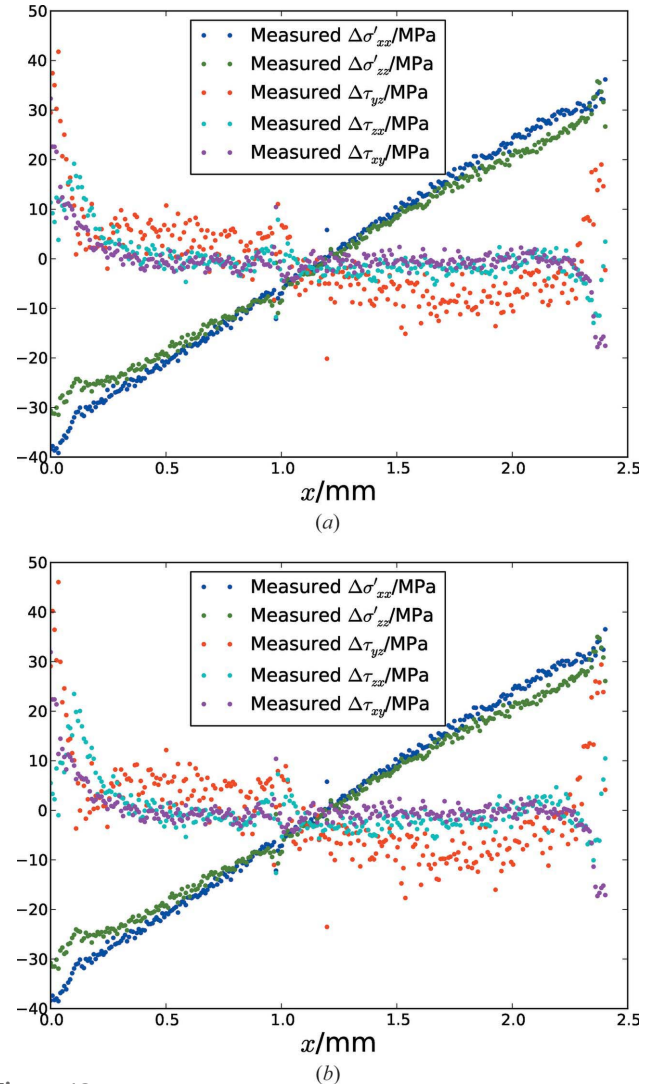 50
40
30
20
10
0
−10
−20
−30
−40
Measured Δσ′xx/MPa
Measured Δσ′zz/MPa
Measured Δτyz/MPa
Measured Δτzx/MPa
Measured Δτxy/MPa
0.0 0.5 1.0 1.5 2.0 2.5
x/mm
(a)
50
40
30
20
10
0
−10
−20
−30
−40
Measured Δσ′xx/MPa
Measured Δσ′zz/MPa
Measured Δτyz/MPa
Measured Δτzx/MPa
Measured Δτxy/MPa
0.0 0.5 1.0 1.5 2.0 2.5
x/mm
(b)